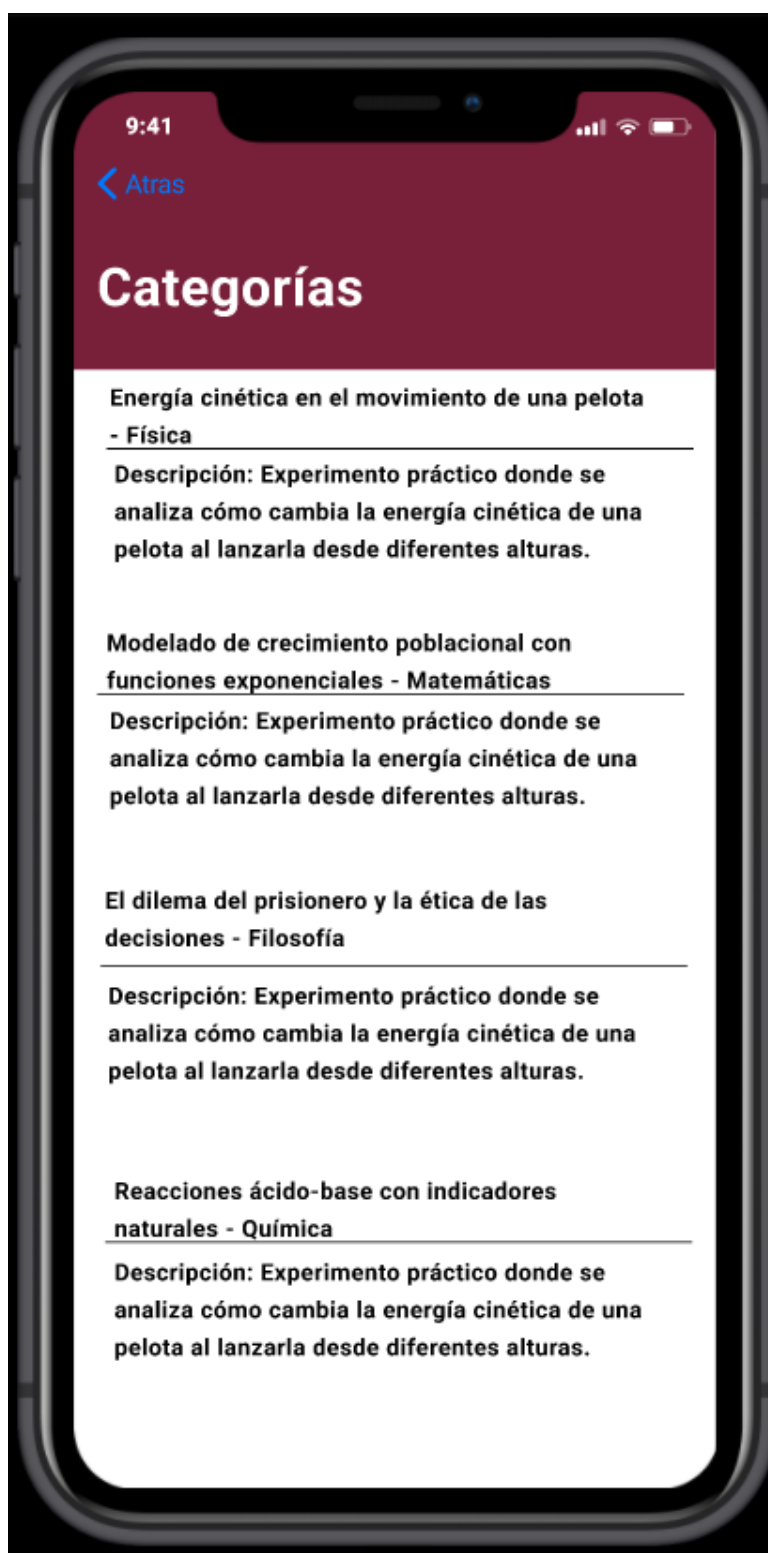 9:41
Atras
Categorías
Energía cinética en el movimiento de una pelota
- Física
Descripción: Experimento práctico donde se
analiza cómo cambia la energía cinética de una
pelota al lanzarla desde diferentes alturas.
Modelado de crecimiento poblacional con
funciones exponenciales - Matemáticas
Descripción: Experimento práctico donde se
analiza cómo cambia la energía cinética de una
pelota al lanzarla desde diferentes alturas.
El dilema del prisionero y la ética de las
decisiones - Filosofía
Descripción: Experimento práctico donde se
analiza cómo cambia la energía cinética de una
pelota al lanzarla desde diferentes alturas.
Reacciones ácido-base con indicadores
naturales - Química
Descripción: Experimento práctico donde se
analiza cómo cambia la energía cinética de una
pelota al lanzarla desde diferentes alturas.